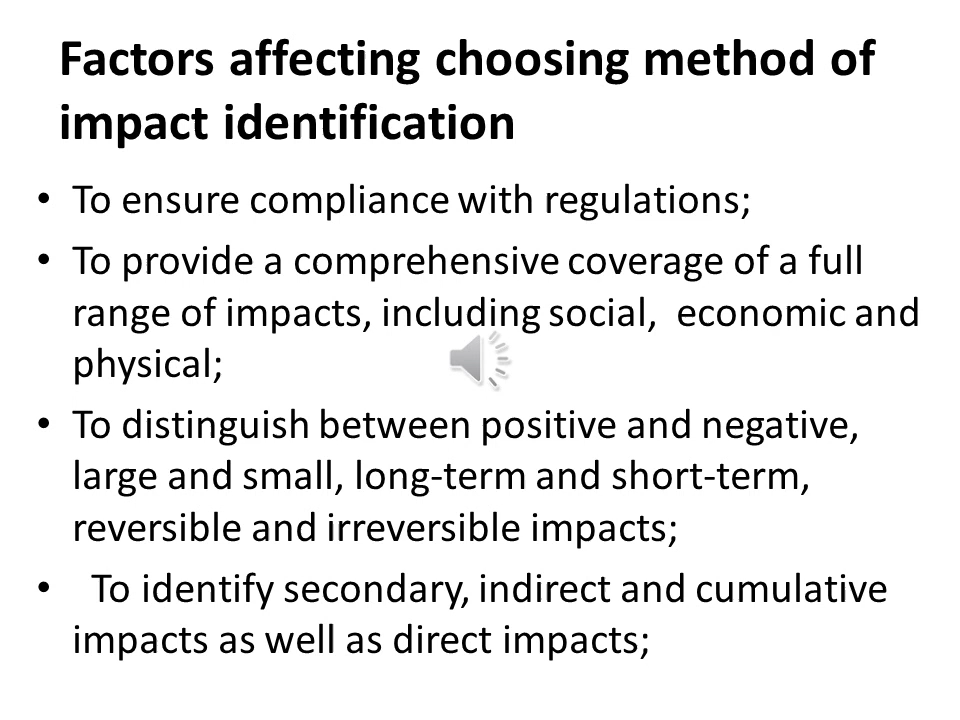 Factors affecting choosing method of
impact identification
• To ensure compliance with regulations;
• To provide a comprehensive coverage of a full
range of impacts, including social,  economic and
physical;
• To distinguish between positive and negative,
large and small, long-term and short-term,
reversible and irreversible impacts;
•  To identify secondary, indirect and cumulative
impacts as well as direct impacts;